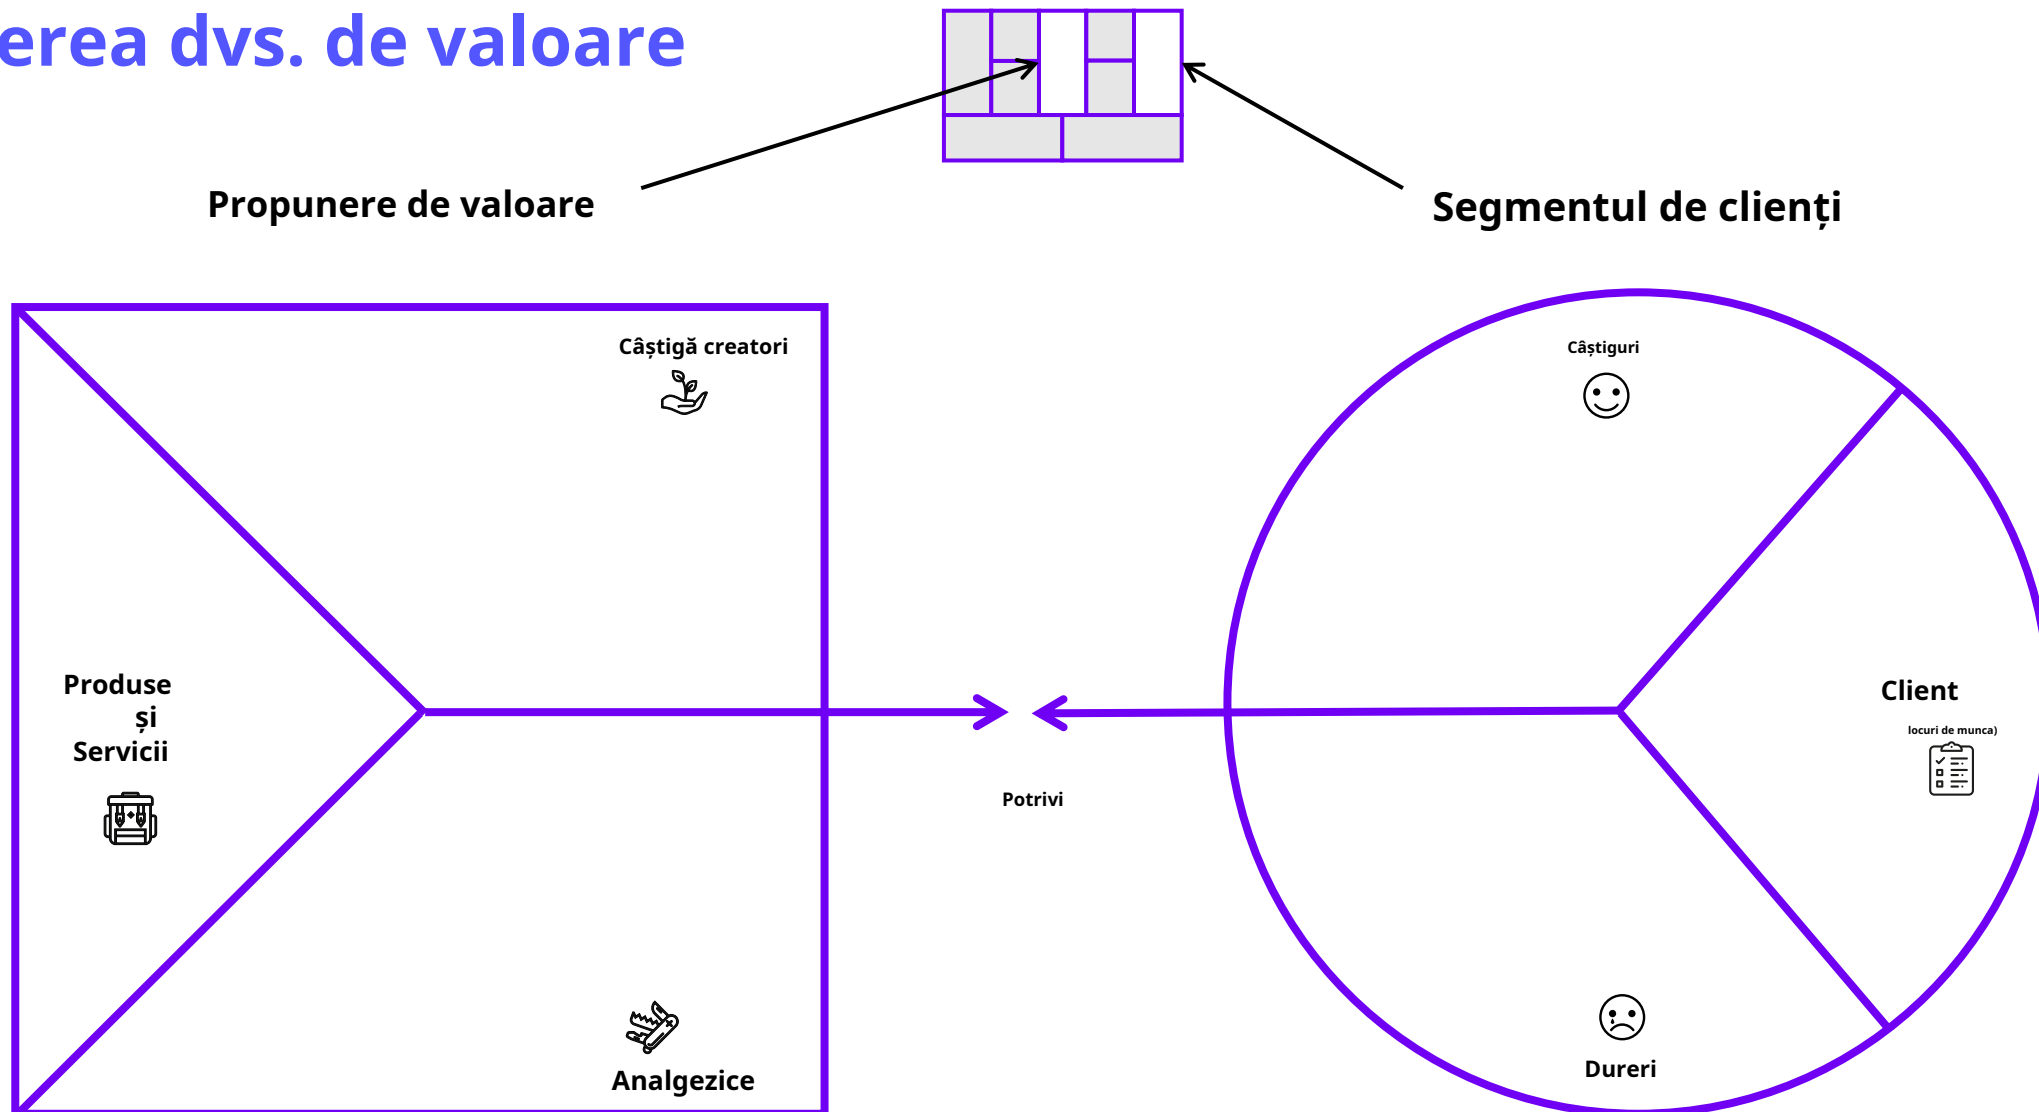 erea dvs. de valoare
Propunere de valoare
Segmentul de clienți
Câștigă creatori
Câștiguri
Produse
și
Servicii
Client
locuri de munca)
Potrivi
Analgezice
Dureri